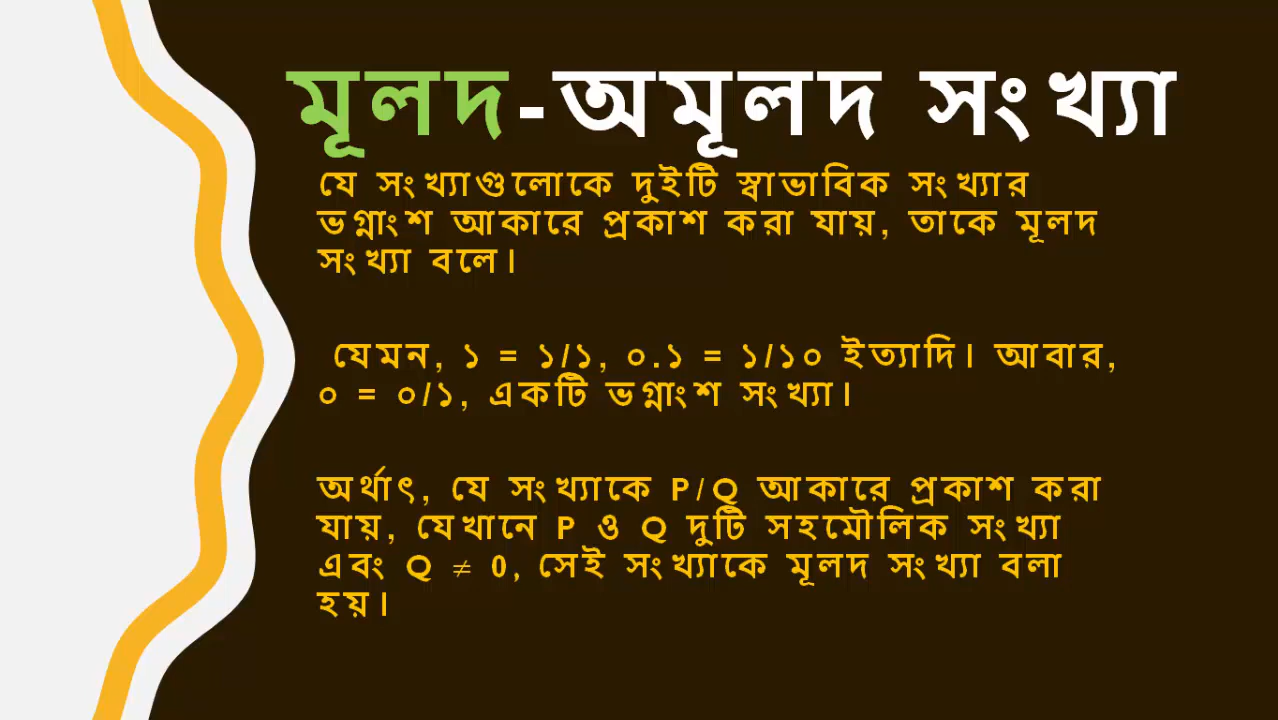 মূলদ-অমূলদ সংখ্যা
যে সংখ্যাগুলোকে দুইটি স্বাভাবিক সংখ্যার
ভগ্নাংশ আকারে প্রকাশ করা যায়, তাকে মূলদ
সংখ্যা বলে।
যেমন, ১ = ১/১, ০.১ = ১/১০ ইত্যাদি। আবার,
০ = ০/১, একটি ভগ্নাংশ সংখ্যা।
অর্থাৎ, যে সংখ্যাকে P/Q আকারে প্রকাশ করা
যায়, যেখানে P ও Q দুটি সহমৌলিক সংখ্যা
এবং Q ≠ 0, সেই সংখ্যাকে মূলদ সংখ্যা বলা
হয়।